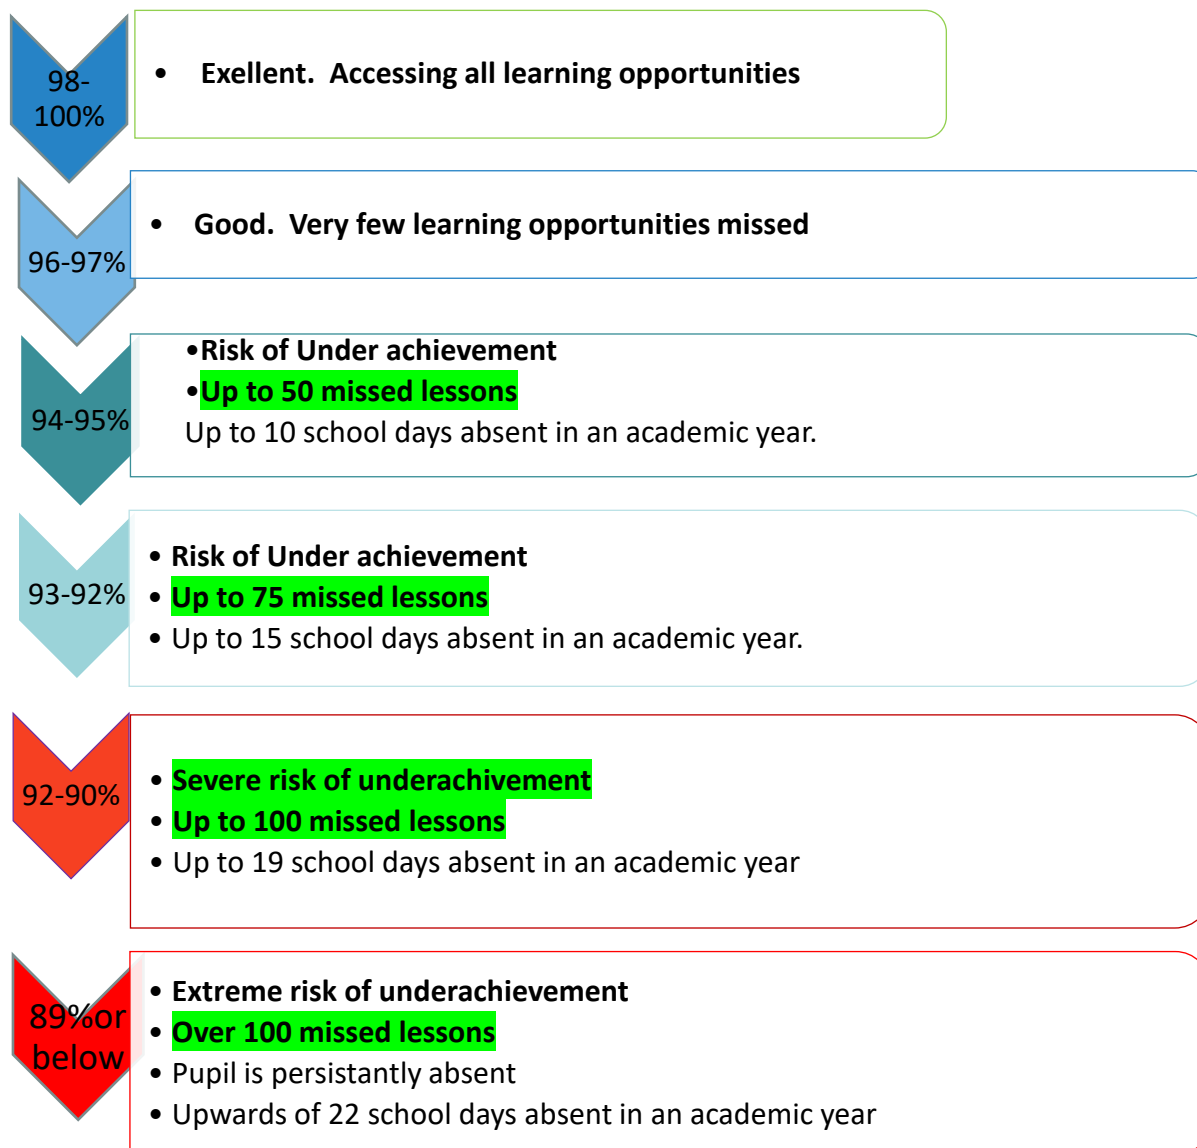 98-
100%
• Exellent.  Accessing all learning opportunities
96-97%
• Good.  Very few learning opportunities missed
94-95%
•Risk of Under achievement
•Up to 50 missed lessons
Up to 10 school days absent in an academic year.
93-92%
• Risk of Under achievement
• Up to 75 missed lessons
• Up to 15 school days absent in an academic year.
92-90%
• Severe risk of underachivement
• Up to 100 missed lessons
• Up to 19 school days absent in an academic year
89%or
below
• Extreme risk of underachievement
• Over 100 missed lessons
• Pupil is persistantly absent
• Upwards of 22 school days absent in an academic year